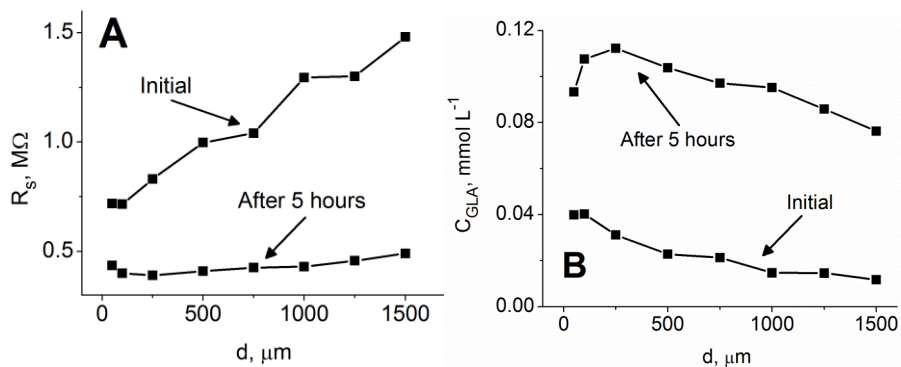 A
1.5
1.0
0.5
Rs, MΩ
Initial
After 5 hours
0
500
1000
1500
d, μm
0.12
0.08
0.04
0.00
C_GLA, mmol L⁻¹
After 5 hours
Initial
B
0
500
1000
1500
d, μm